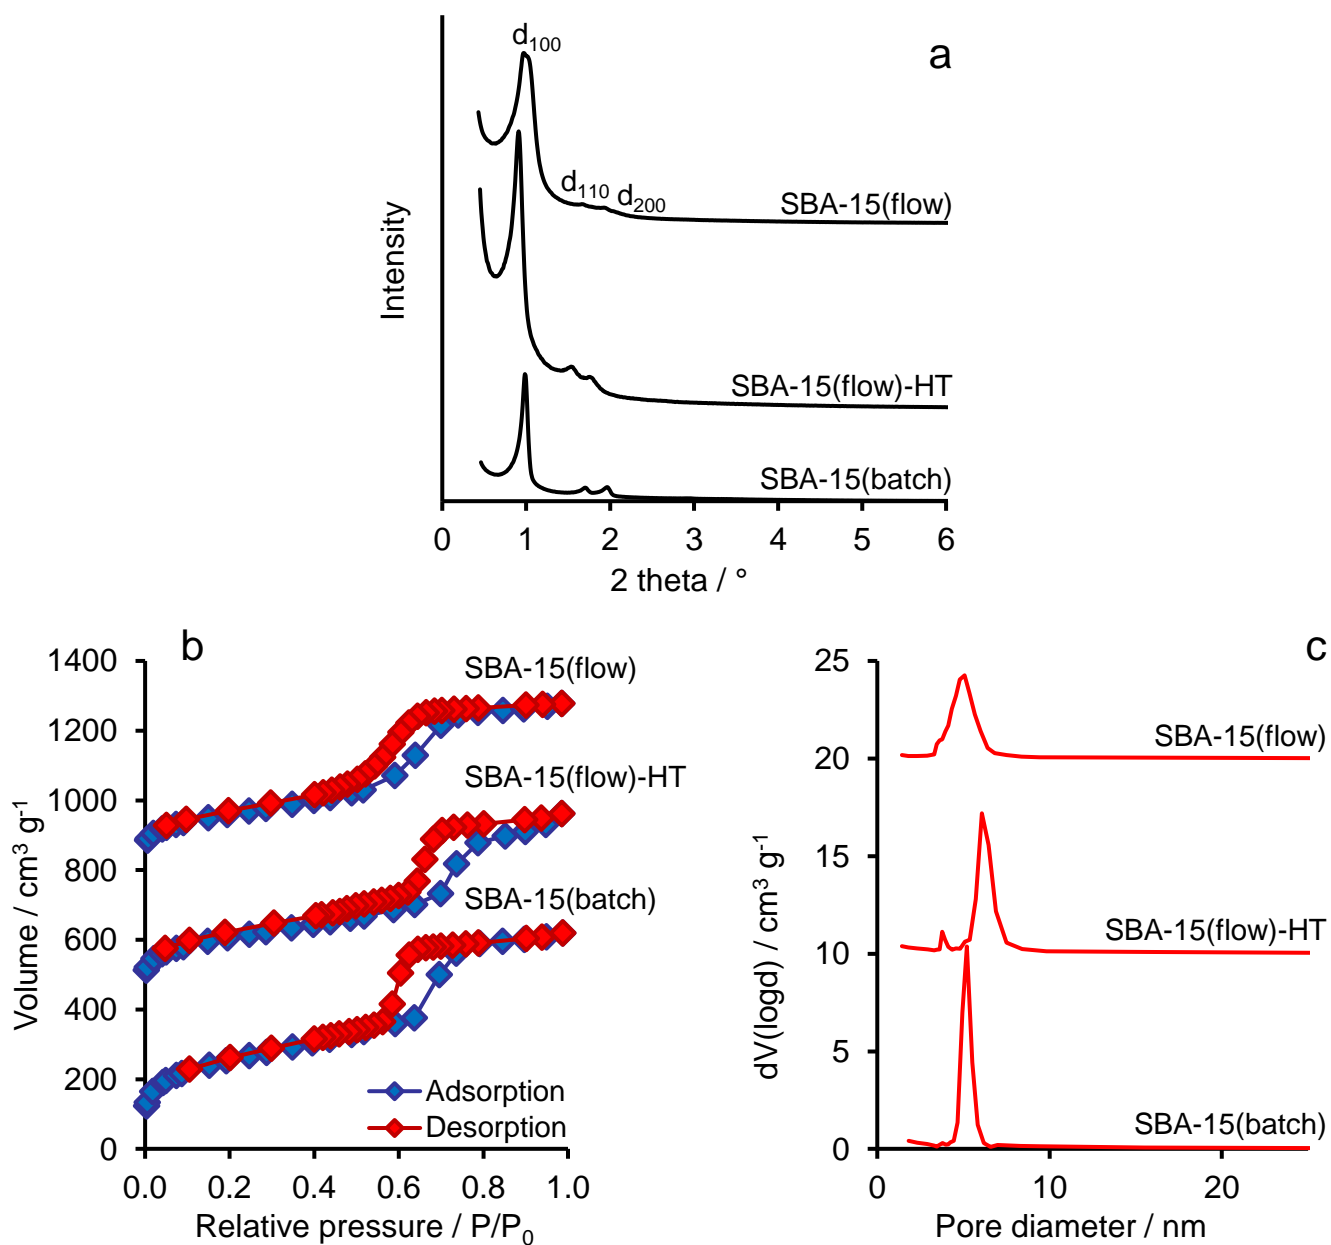 a
d100
d110
d200
SBA-15(flow)
SBA-15(flow)-HT
SBA-15(batch)
Intensity
0 1 2 3 4 5 6
2 theta / °
b
1400
1200
1000
800
600
400
200
0
Volume / cm³ g⁻¹
SBA-15(flow)
SBA-15(flow)-HT
SBA-15(batch)
Adsorption
Desorption
0.0 0.2 0.4 0.6 0.8 1.0
Relative pressure / P/P₀
c
25
20
15
10
5
0
dV(logd) / cm³ g⁻¹
SBA-15(flow)
SBA-15(flow)-HT
SBA-15(batch)
0 10 20
Pore diameter / nm